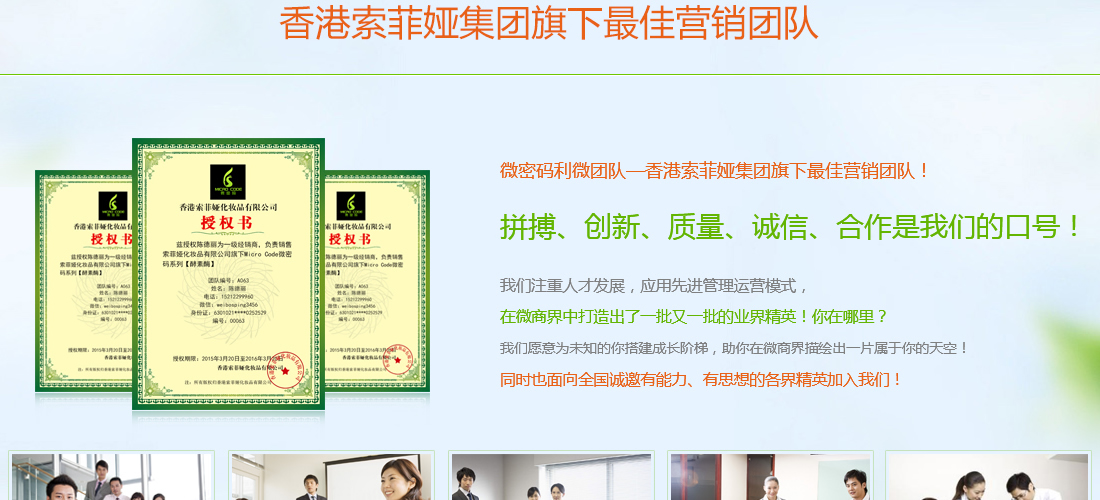 香港索菲娅集团旗下最佳营销团队
微密码利微团队—香港索菲娅集团旗下最佳营销团队！
拼搏、创新、质量、诚信、合作是我们的口号！
我们注重人才发展，应用先进管理运营模式，
在微商界中打造出了一批又一批的业界精英！你在哪里？
我们愿意为未知的你搭建成长阶梯，助你在微商界描绘出一片属于你的天空！
同时也面向全国诚邀有能力、有思想的各界精英加入我们！
MICRO CODE
香港索菲娅化妆品有限公司
授权书
兹授权陈德丽为一级经销商，负责销售
索菲娅化妆品有限公司旗下Micro Code微密
码系列【酵素酶】
团队编号：A063
姓名：陈德丽
电话：15212299960
微信：weibooping3456
身份证：6301021****0252529
编号：00063
授权期限：2015年3月20日至2016年3月
香港索菲娅化妆品有限公司